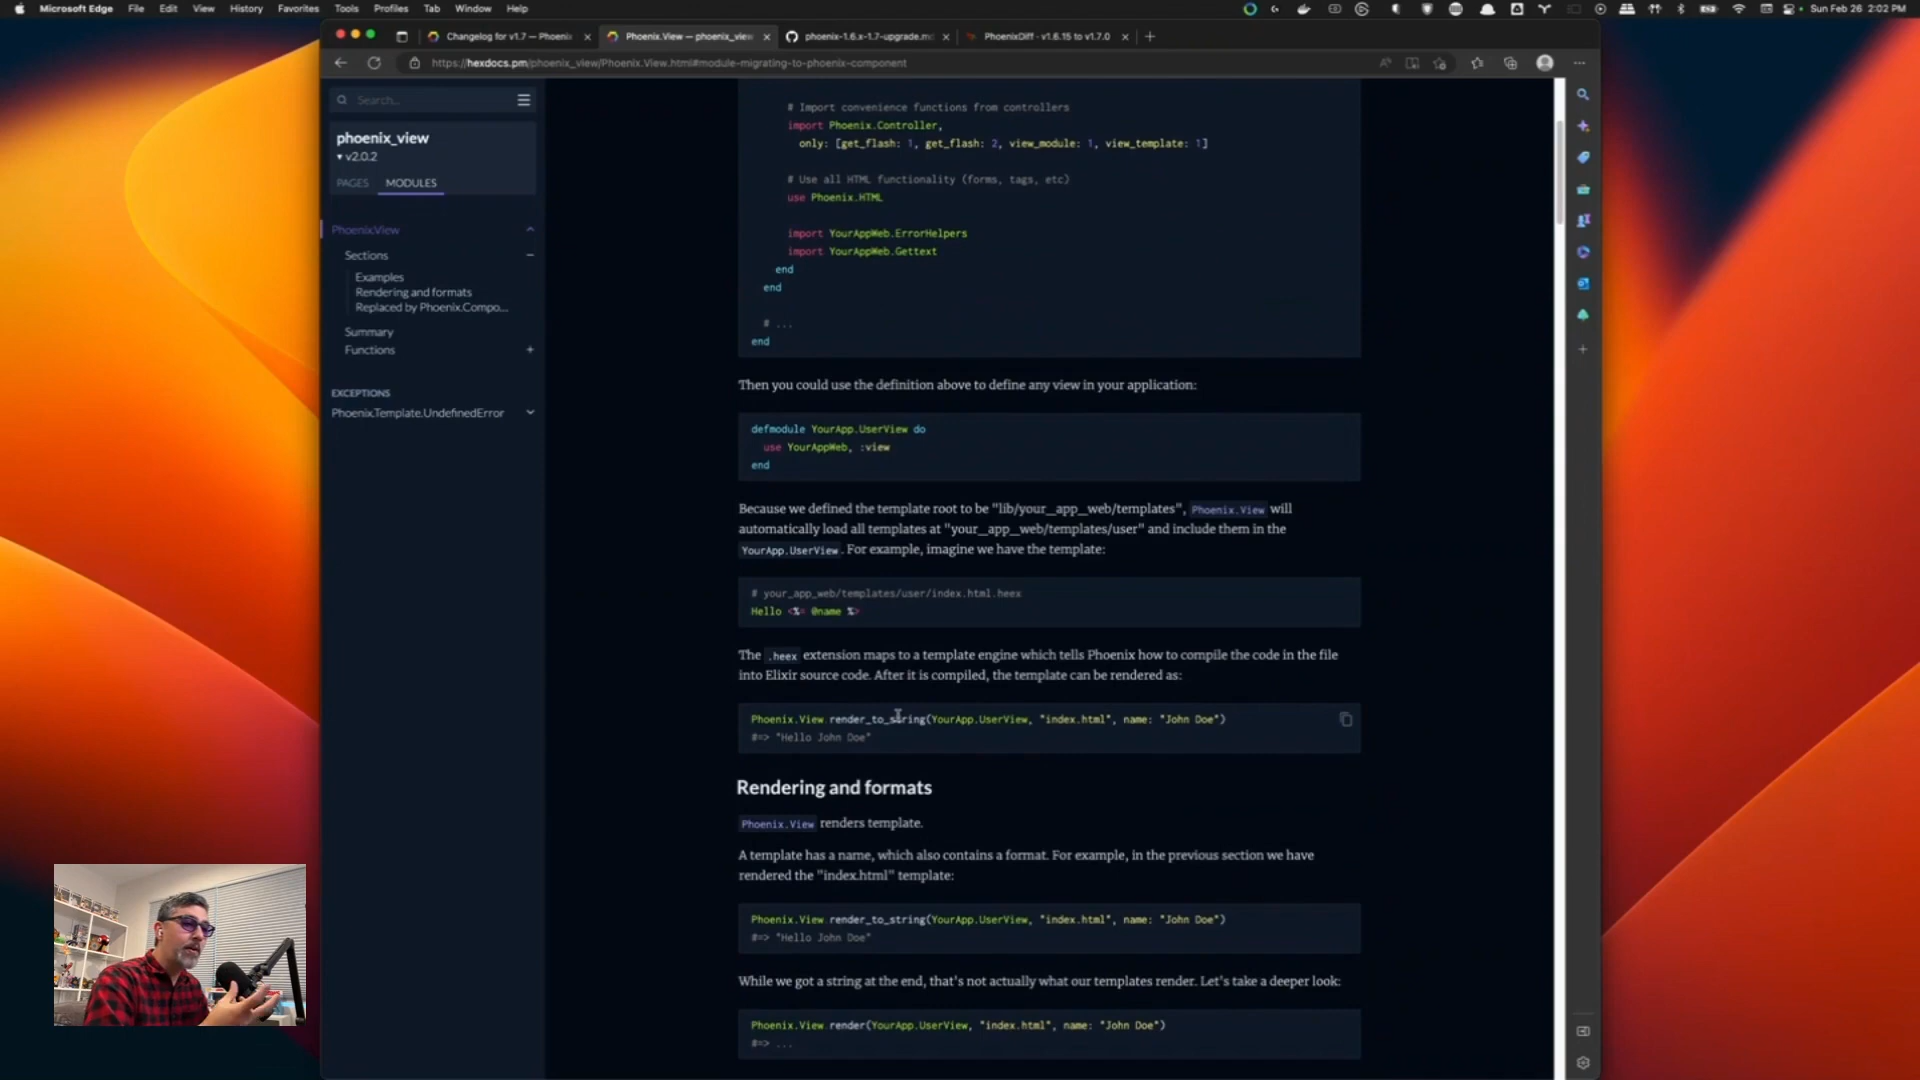 Microsoft Edge File Edit View History Favorites Tools Profiles Tab Window Help
Sun Feb 26 2:02 PM
Changelog for v1.7 — Phoenix
Phoenix.View — phoenix_view
phoenix-1.6.x-1.7-upgrade.md
PhoenixDiff · v1.6.15 to v1.7.0
https://hexdocs.pm/phoenix_view/Phoenix.View.html#module-migrating-to-phoenix-component
Search...
phoenix_view
v2.0.2
PAGES MODULES
Phoenix.View
Sections
Examples
Rendering and formats
Replaced by Phoenix.Compo...
Summary
Functions
EXCEPTIONS
Phoenix.Template.UndefinedError
# Import convenience functions from controllers
import Phoenix.Controller,
only: [get_flash: 1, get_flash: 2, view_module: 1, view_template: 1]
# Use all HTML functionality (forms, tags, etc)
use Phoenix.HTML
import YourAppWeb.ErrorHelpers
import YourAppWeb.Gettext
end
end
# ...
end
Then you could use the definition above to define any view in your application:
defmodule YourApp.UserView do
use YourAppWeb, :view
end
Because we defined the template root to be "lib/your_app_web/templates", Phoenix.View will
automatically load all templates at "your_app_web/templates/user" and include them in the
YourApp.UserView. For example, imagine we have the template:
# your_app_web/templates/user/index.html.heex
Hello <%= @name %>
The .heex extension maps to a template engine which tells Phoenix how to compile the code in the file
into Elixir source code. After it is compiled, the template can be rendered as:
Phoenix.View.render_to_string(YourApp.UserView, "index.html", name: "John Doe")
#=> "Hello John Doe"
Rendering and formats
Phoenix.View renders template.
A template has a name, which also contains a format. For example, in the previous section we have
rendered the "index.html" template:
Phoenix.View.render_to_string(YourApp.UserView, "index.html", name: "John Doe")
#=> "Hello John Doe"
While we got a string at the end, that's not actually what our templates render. Let's take a deeper look:
Phoenix.View.render(YourApp.UserView, "index.html", name: "John Doe")
#=> ...